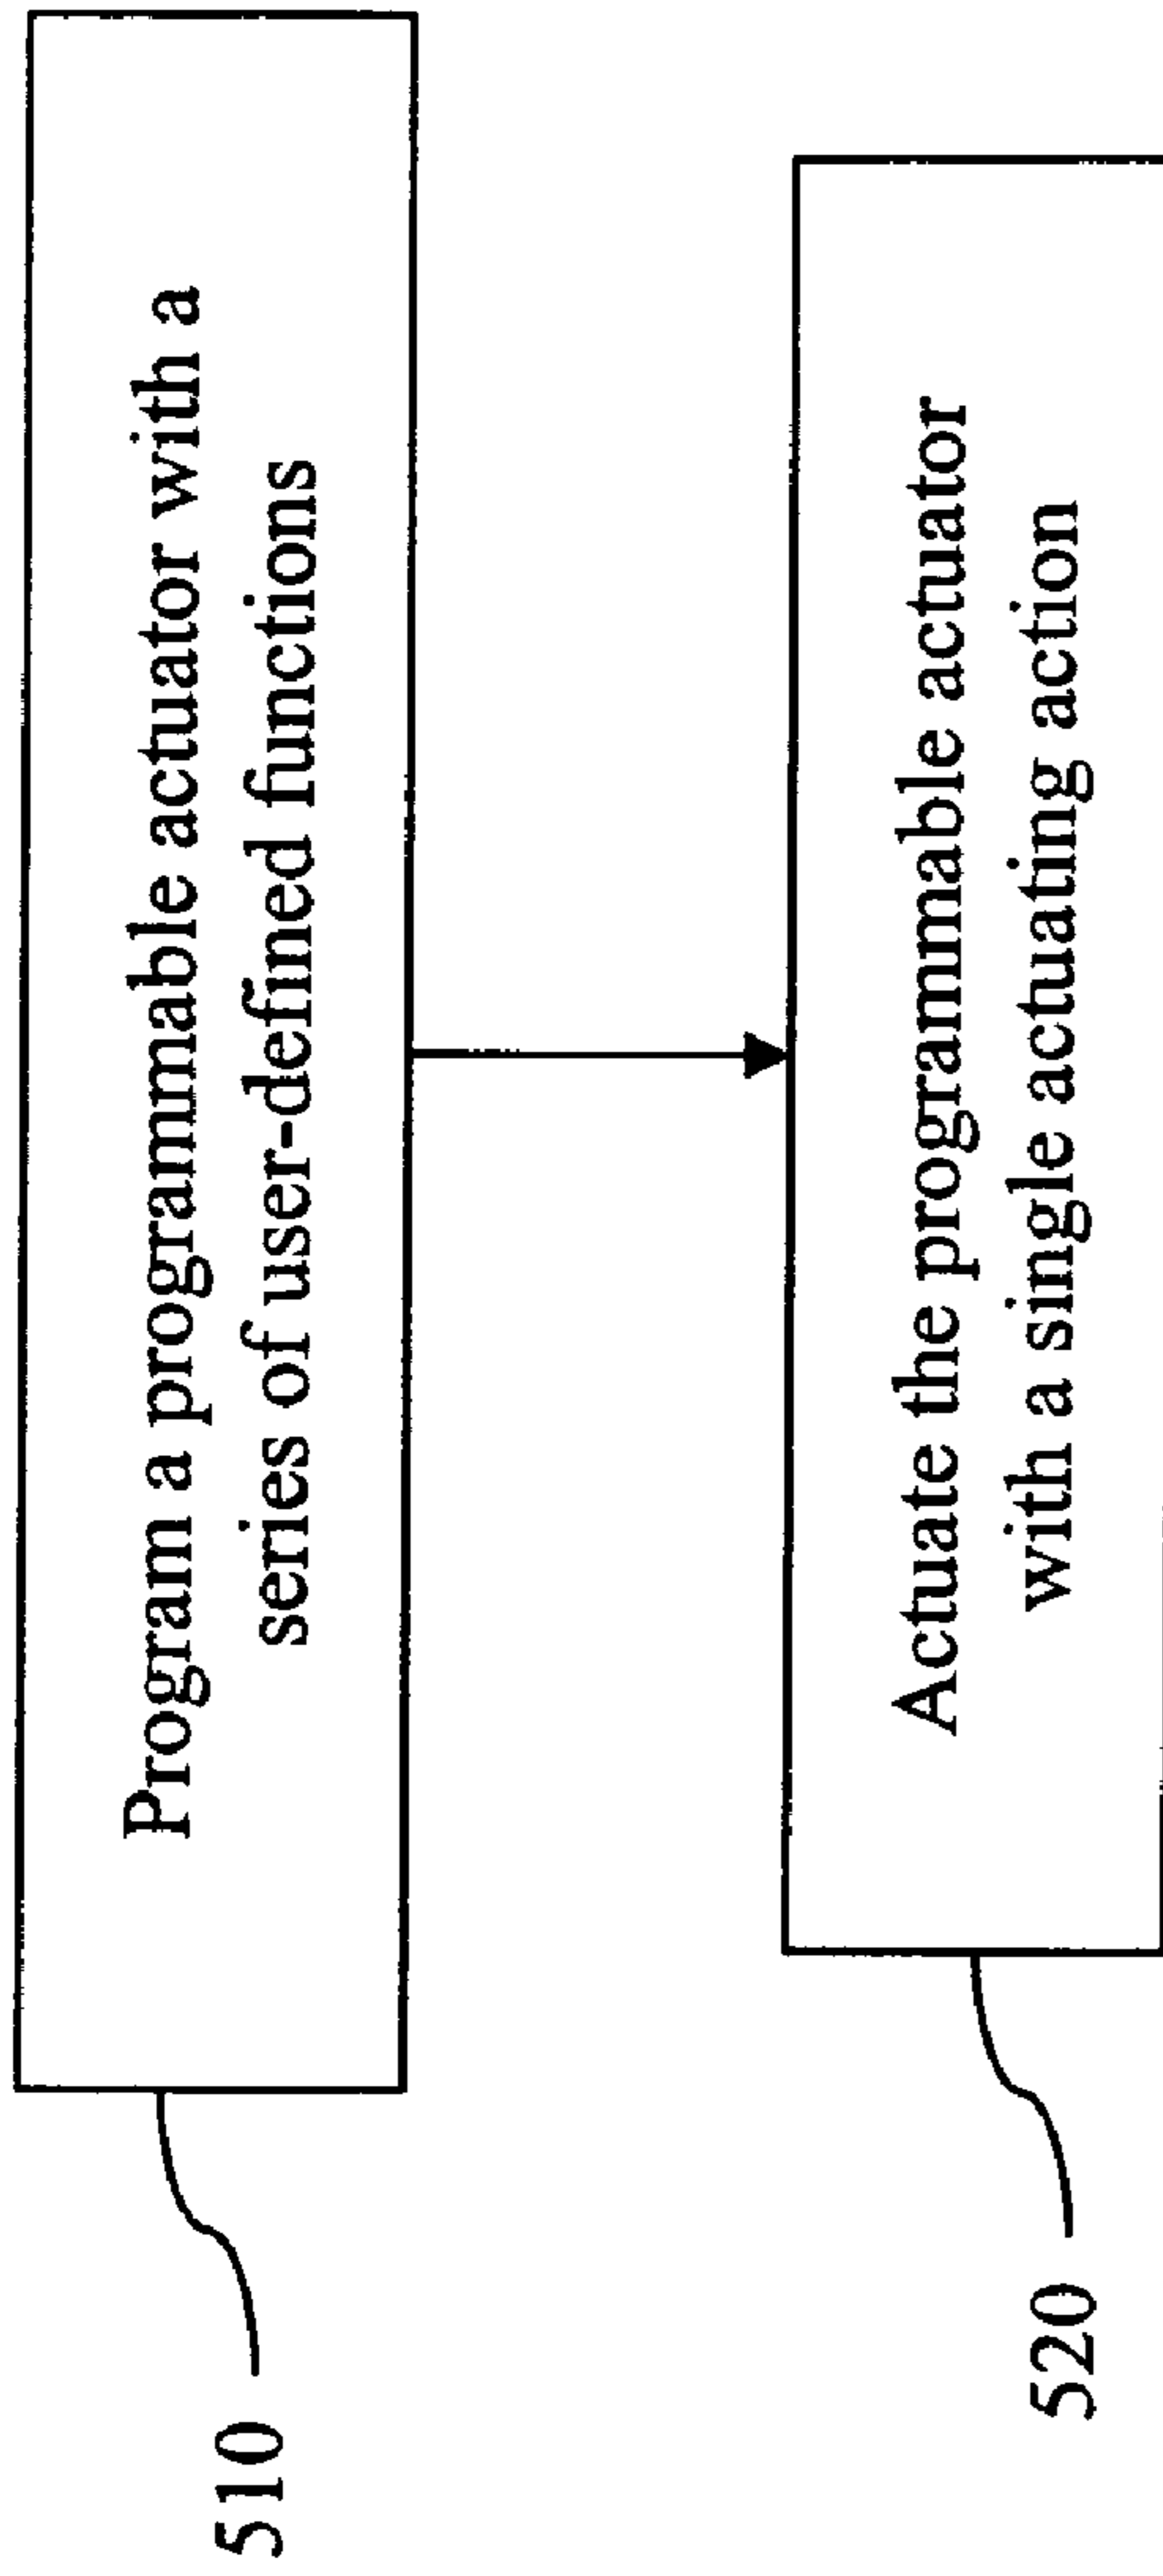 510
Program a programmable actuator with a
series of user-defined functions
520
Actuate the programmable actuator
with a single actuating action